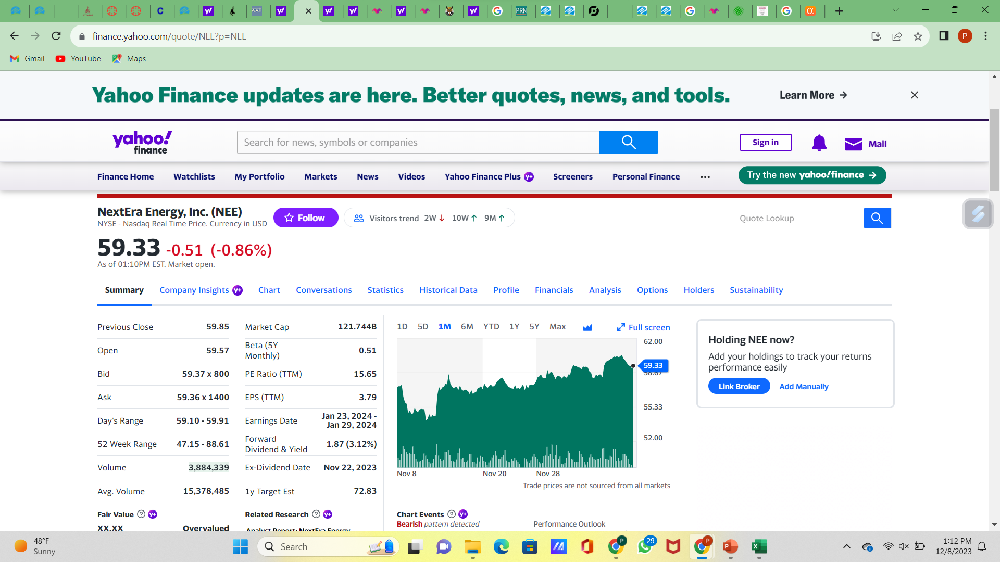 finance.yahoo.com/quote/NEE?p=NEE
P
Gmail
YouTube
Maps
Yahoo Finance updates are here. Better quotes, news, and tools.
Learn More →
yahoo!
finance
Search for news, symbols or companies
Sign in
Mail
Finance Home
Watchlists
My Portfolio
Markets
News
Videos
Yahoo Finance Plus
Screeners
Personal Finance
...
Try the new yahoo!finance →
NextEra Energy, Inc. (NEE)
NYSE - Nasdaq Real Time Price. Currency in USD
Follow
Visitors trend 2W↓ 10W↑ 9M↑
Quote Lookup
59.33 -0.51 (-0.86%)
As of 01:10PM EST. Market open.
Summary
Company Insights
Chart
Conversations
Statistics
Historical Data
Profile
Financials
Analysis
Options
Holders
Sustainability
Previous Close 59.85
Open 59.57
Bid 59.37 x 800
Ask 59.36 x 1400
Day's Range 59.10 - 59.91
52 Week Range 47.15 - 88.61
Volume 3,884,339
Avg. Volume 15,378,485
Market Cap 121.744B
Beta (5Y
Monthly) 0.51
PE Ratio (TTM) 15.65
EPS (TTM) 3.79
Earnings Date Jan 23, 2024 -
Jan 29, 2024
Forward
Dividend & Yield 1.87 (3.12%)
Ex-Dividend Date Nov 22, 2023
1y Target Est 72.83
1D 5D 1M 6M YTD 1Y 5Y Max
Full screen
62.00
59.33
58.67
55.33
52.00
Nov 8
Nov 20
Nov 28
Trade prices are not sourced from all markets
Holding NEE now?
Add your holdings to track your returns
performance easily
Link Broker
Add Manually
Fair Value
XX.XX Overvalued
Related Research
Analyst Report: NextEra Energy
Chart Events
Bearish pattern detected
Performance Outlook
48°F
Sunny
Search
29
1:12 PM
12/8/2023